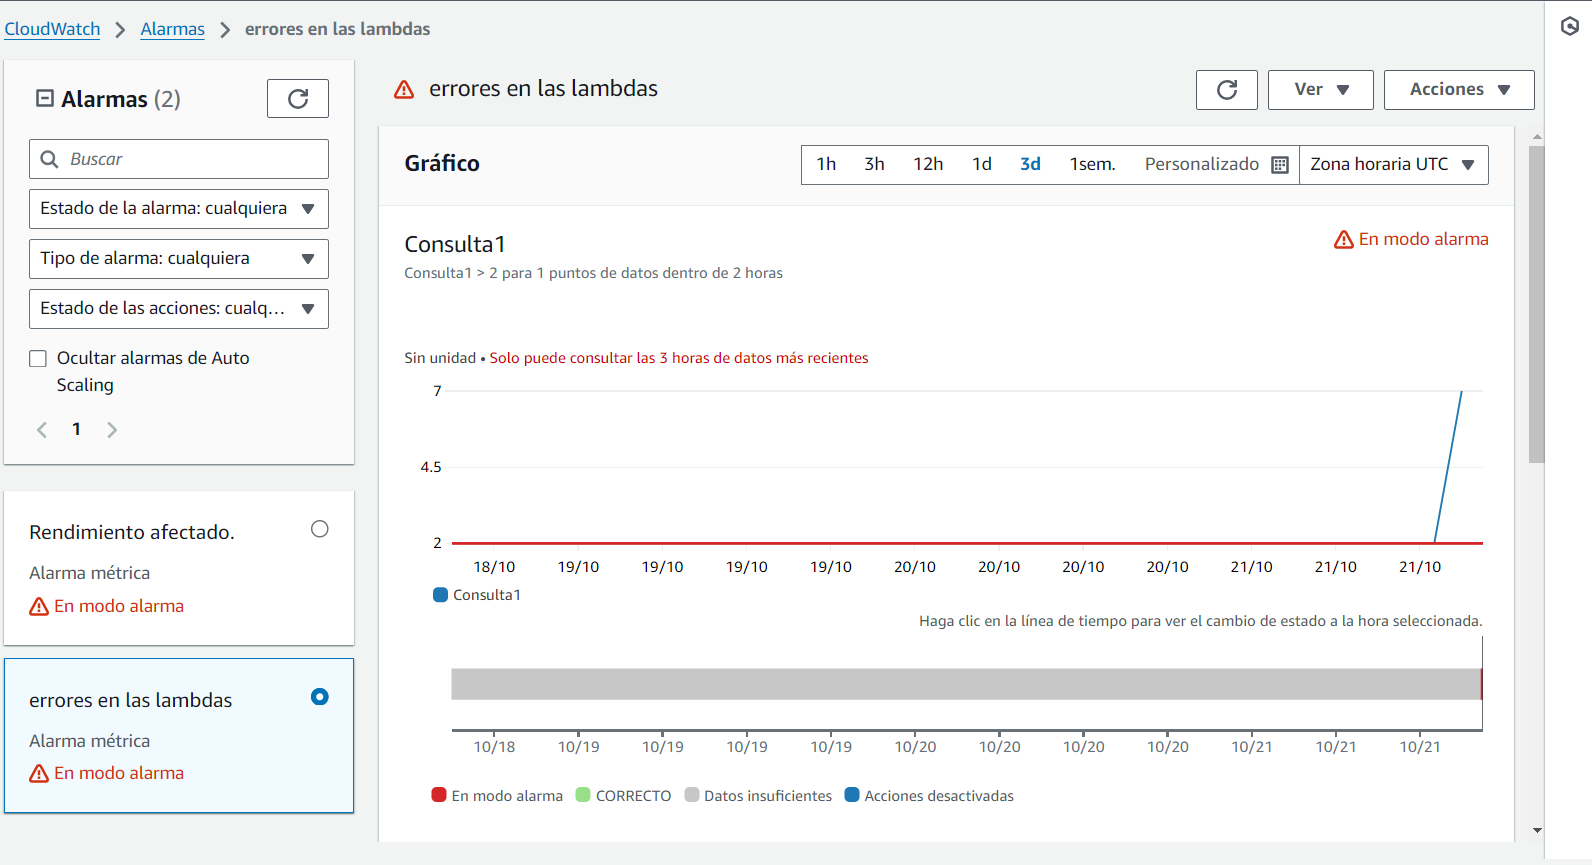 CloudWatch > Alarmas > errores en las lambdas
Alarmas (2)
Buscar
Estado de la alarma: cualquiera
Tipo de alarma: cualquiera
Estado de las acciones: cualq...
Ocultar alarmas de Auto
Scaling
1
Rendimiento afectado.
Alarma métrica
En modo alarma
errores en las lambdas
Alarma métrica
En modo alarma
errores en las lambdas
Ver
Acciones
Gráfico
1h 3h 12h 1d 3d 1sem. Personalizado Zona horaria UTC
Consulta1
En modo alarma
Consulta1 > 2 para 1 puntos de datos dentro de 2 horas
Sin unidad • Solo puede consultar las 3 horas de datos más recientes
7
4.5
2
18/10 19/10 19/10 19/10 19/10 20/10 20/10 20/10 20/10 21/10 21/10 21/10
Consulta1
Haga clic en la línea de tiempo para ver el cambio de estado a la hora seleccionada.
10/18 10/19 10/19 10/19 10/19 10/20 10/20 10/20 10/20 10/21 10/21 10/21
En modo alarma CORRECTO Datos insuficientes Acciones desactivadas